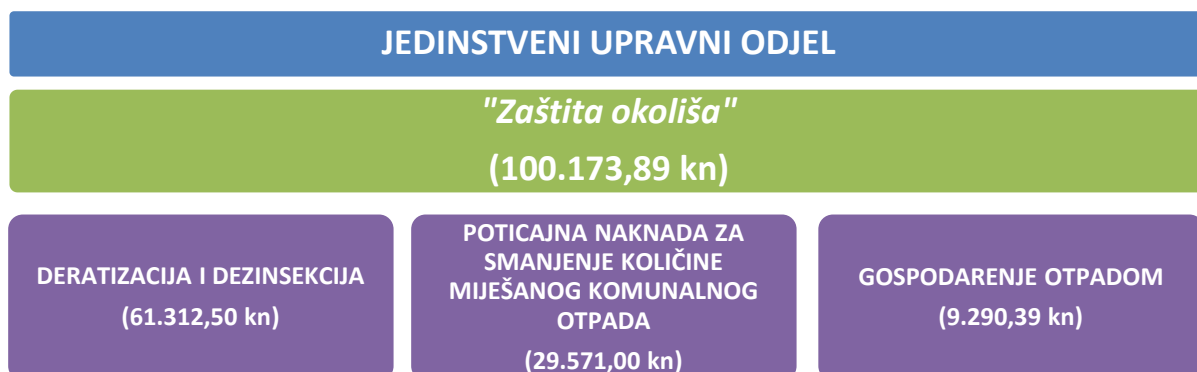 JEDINSTVENI UPRAVNI ODJEL
"Zaštita okoliša"
(100.173,89 kn)
DERATIZACIJA I DEZINSEKCIJA
(61.312,50 kn)
POTICAJNA NAKNADA ZA
SMANJENJE KOLIČINE
MIJEŠANOG KOMUNALNOG
OTPADA
(29.571,00 kn)
GOSPODARENJE OTPADOM
(9.290,39 kn)